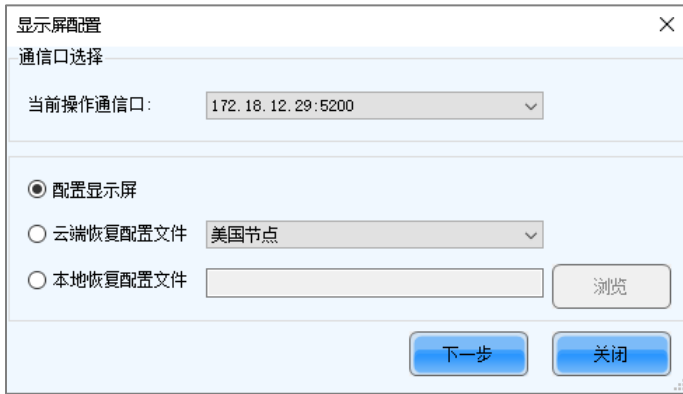 显示屏配置
通信口选择
当前操作通信口: 172.18.12.29:5200
配置显示屏
云端恢复配置文件 美国节点
本地恢复配置文件 浏览
下一步 关闭